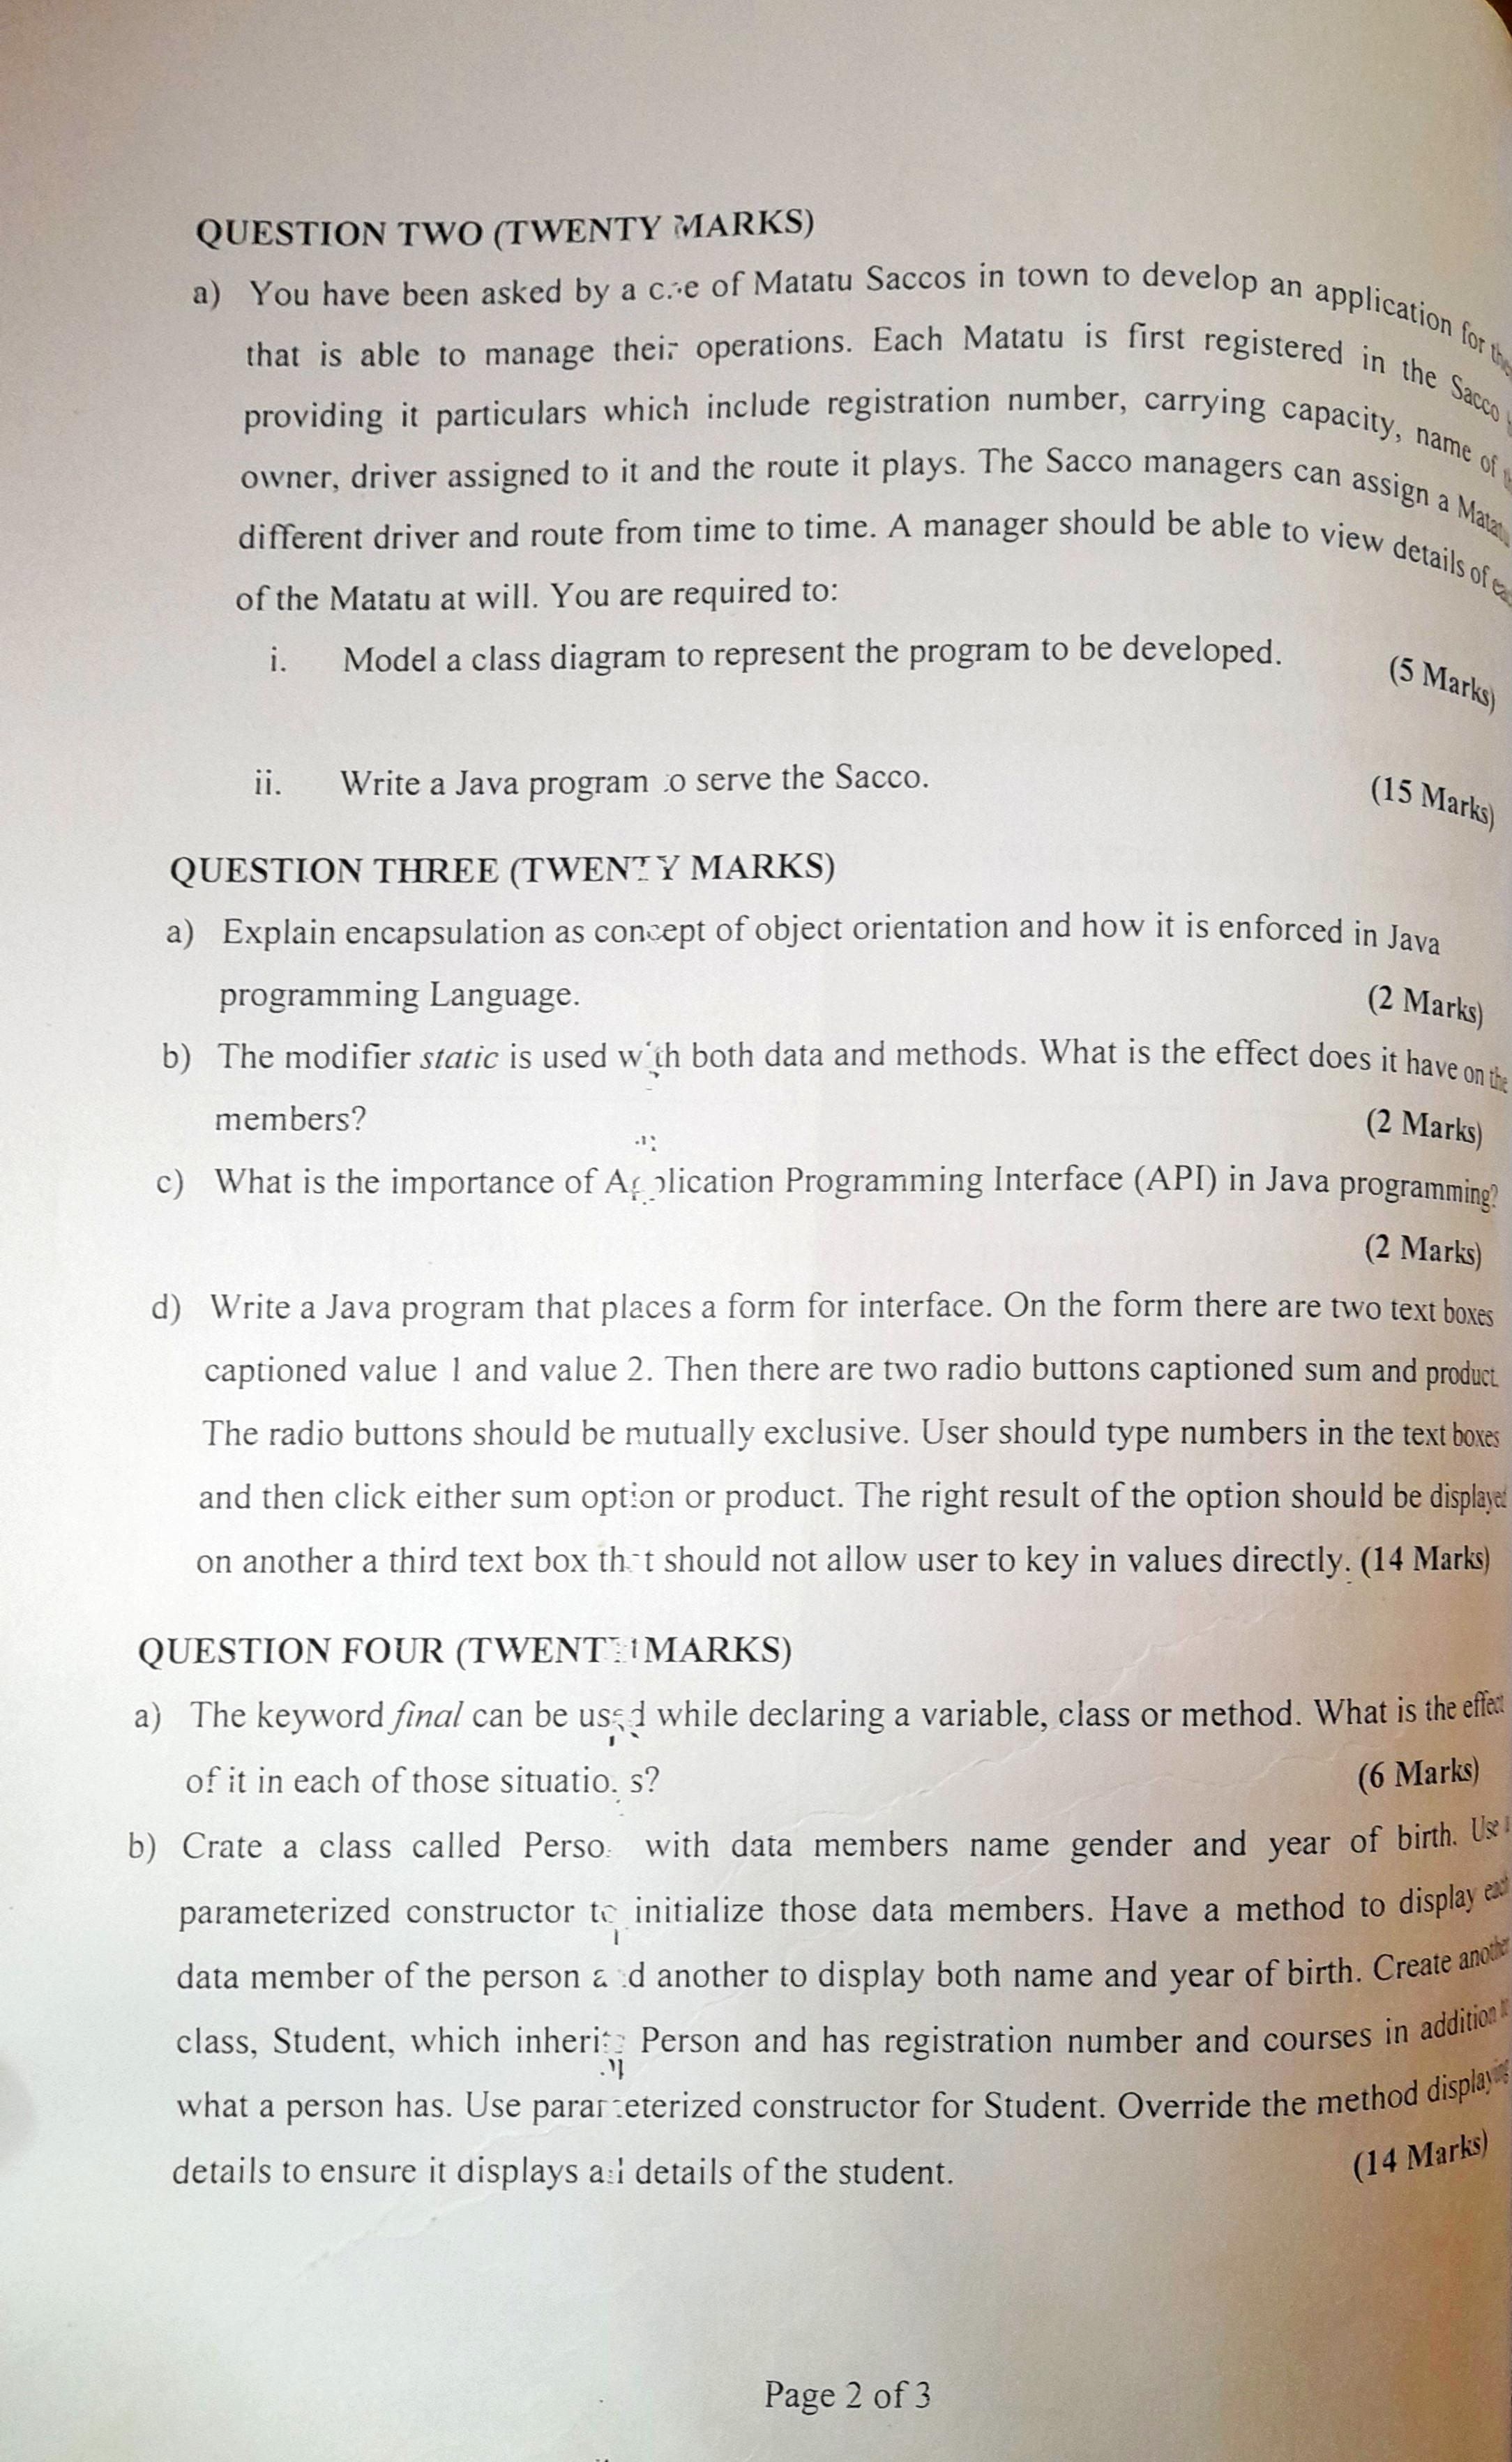 QUESTION TWO (TWENTY MARKS)
a) You have been asked by a of Matatu Saccos in town to develop an application for
that is able to manage their operations. Each Matatu is first registered in the Sacco
providing it particulars which include registration number, carrying capacity, name of
owner, driver assigned to it and the route it plays. The Sacco managers can assign a
different driver and route from time to time. A manager should be able to view details of
of the Matatu at will. You are required to:
i. Model a class diagram to represent the program to be developed. (5 Marks)
ii. Write a Java program to serve the Sacco. (15 Marks)
QUESTION THREE (TWENTY MARKS)
a) Explain encapsulation as concept of object orientation and how it is enforced in Java
programming Language. (2 Marks)
b) The modifier static is used with both data and methods. What is the effect does it have on the
members? (2 Marks)
c) What is the importance of Application Programming Interface (API) in Java programming?
(2 Marks)
d) Write a Java program that places a form for interface. On the form there are two text boxes
captioned value 1 and value 2. Then there are two radio buttons captioned sum and product.
The radio buttons should be mutually exclusive. User should type numbers in the text boxes
and then click either sum option or product. The right result of the option should be displayed
on another a third text box that should not allow user to key in values directly. (14 Marks)
QUESTION FOUR (TWENTY MARKS)
a) The keyword final can be used while declaring a variable, class or method. What is the effect
of it in each of those situations? (6 Marks)
b) Crate a class called Person with data members name gender and year of birth. Use
parameterized constructor to initialize those data members. Have a method to display each
data member of the person and another to display both name and year of birth. Create another
class, Student, which inherits Person and has registration number and courses in addition
what a person has. Use parameterized constructor for Student. Override the method displaying
details to ensure it displays all details of the student. (14 Marks)
Page 2 of 3